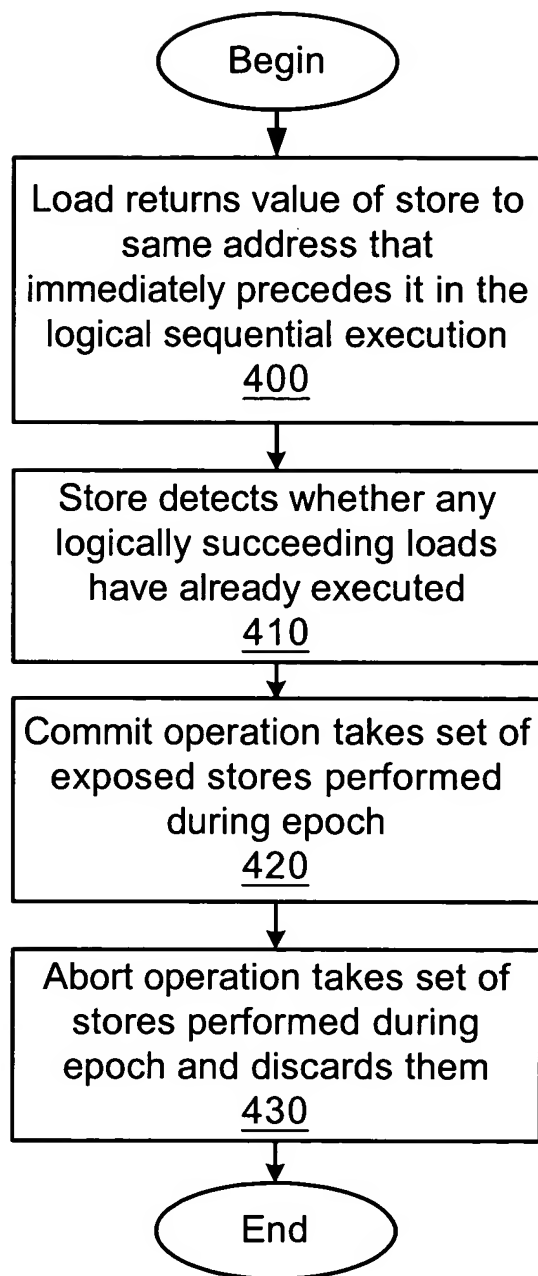 Begin
Load returns value of store to
same address that
immediately precedes it in the
logical sequential execution
400
Store detects whether any
logically succeeding loads
have already executed
410
Commit operation takes set of
exposed stores performed
during epoch
420
Abort operation takes set of
stores performed during
epoch and discards them
430
End